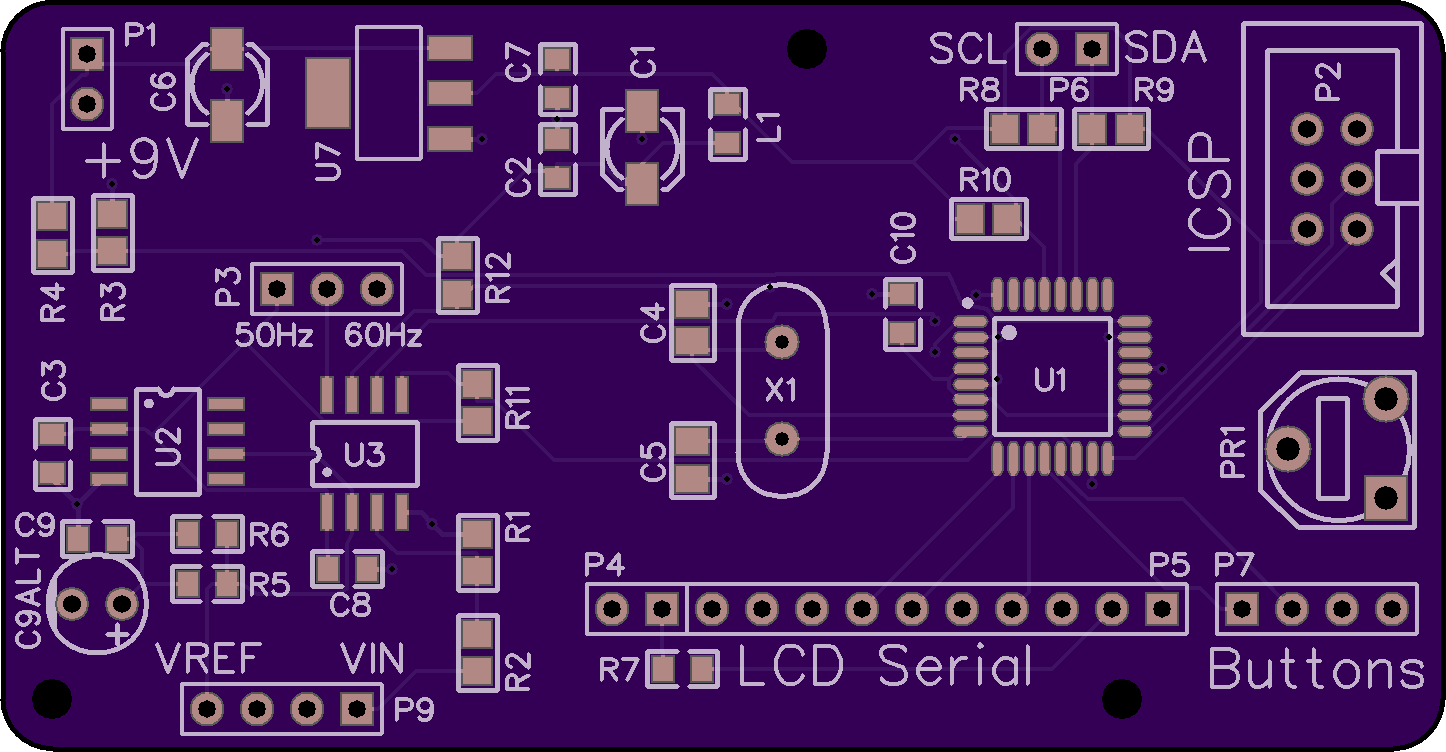 P1
C6
U7
C7
C1
SCL
SDA
R8
P6
R9
P2
+9V
C2
L1
ICSP
R10
C10
R4
R3
P3
50Hz
60Hz
R12
C4
X1
U1
C3
U2
U3
R11
C5
PR1
C9
R6
R1
C9ALT
R5
C8
+
P4
P5
P7
VREF
VIN
R2
R7
LCD Serial
Buttons
P9